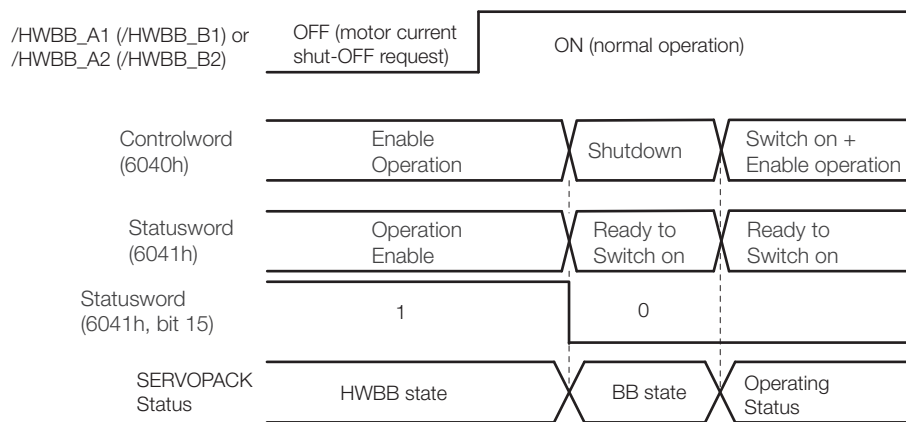 /HWBB_A1 (/HWBB_B1) or
/HWBB_A2 (/HWBB_B2)
OFF (motor current
shut-OFF request)
ON (normal operation)
Controlword
(6040h)
Enable
Operation
Shutdown
Switch on +
Enable operation
Statusword
(6041h)
Operation
Enable
Ready to
Switch on
Ready to
Switch on
Statusword
(6041h, bit 15)
1
0
SERVOPACK
Status
HWBB state
BB state
Operating
Status